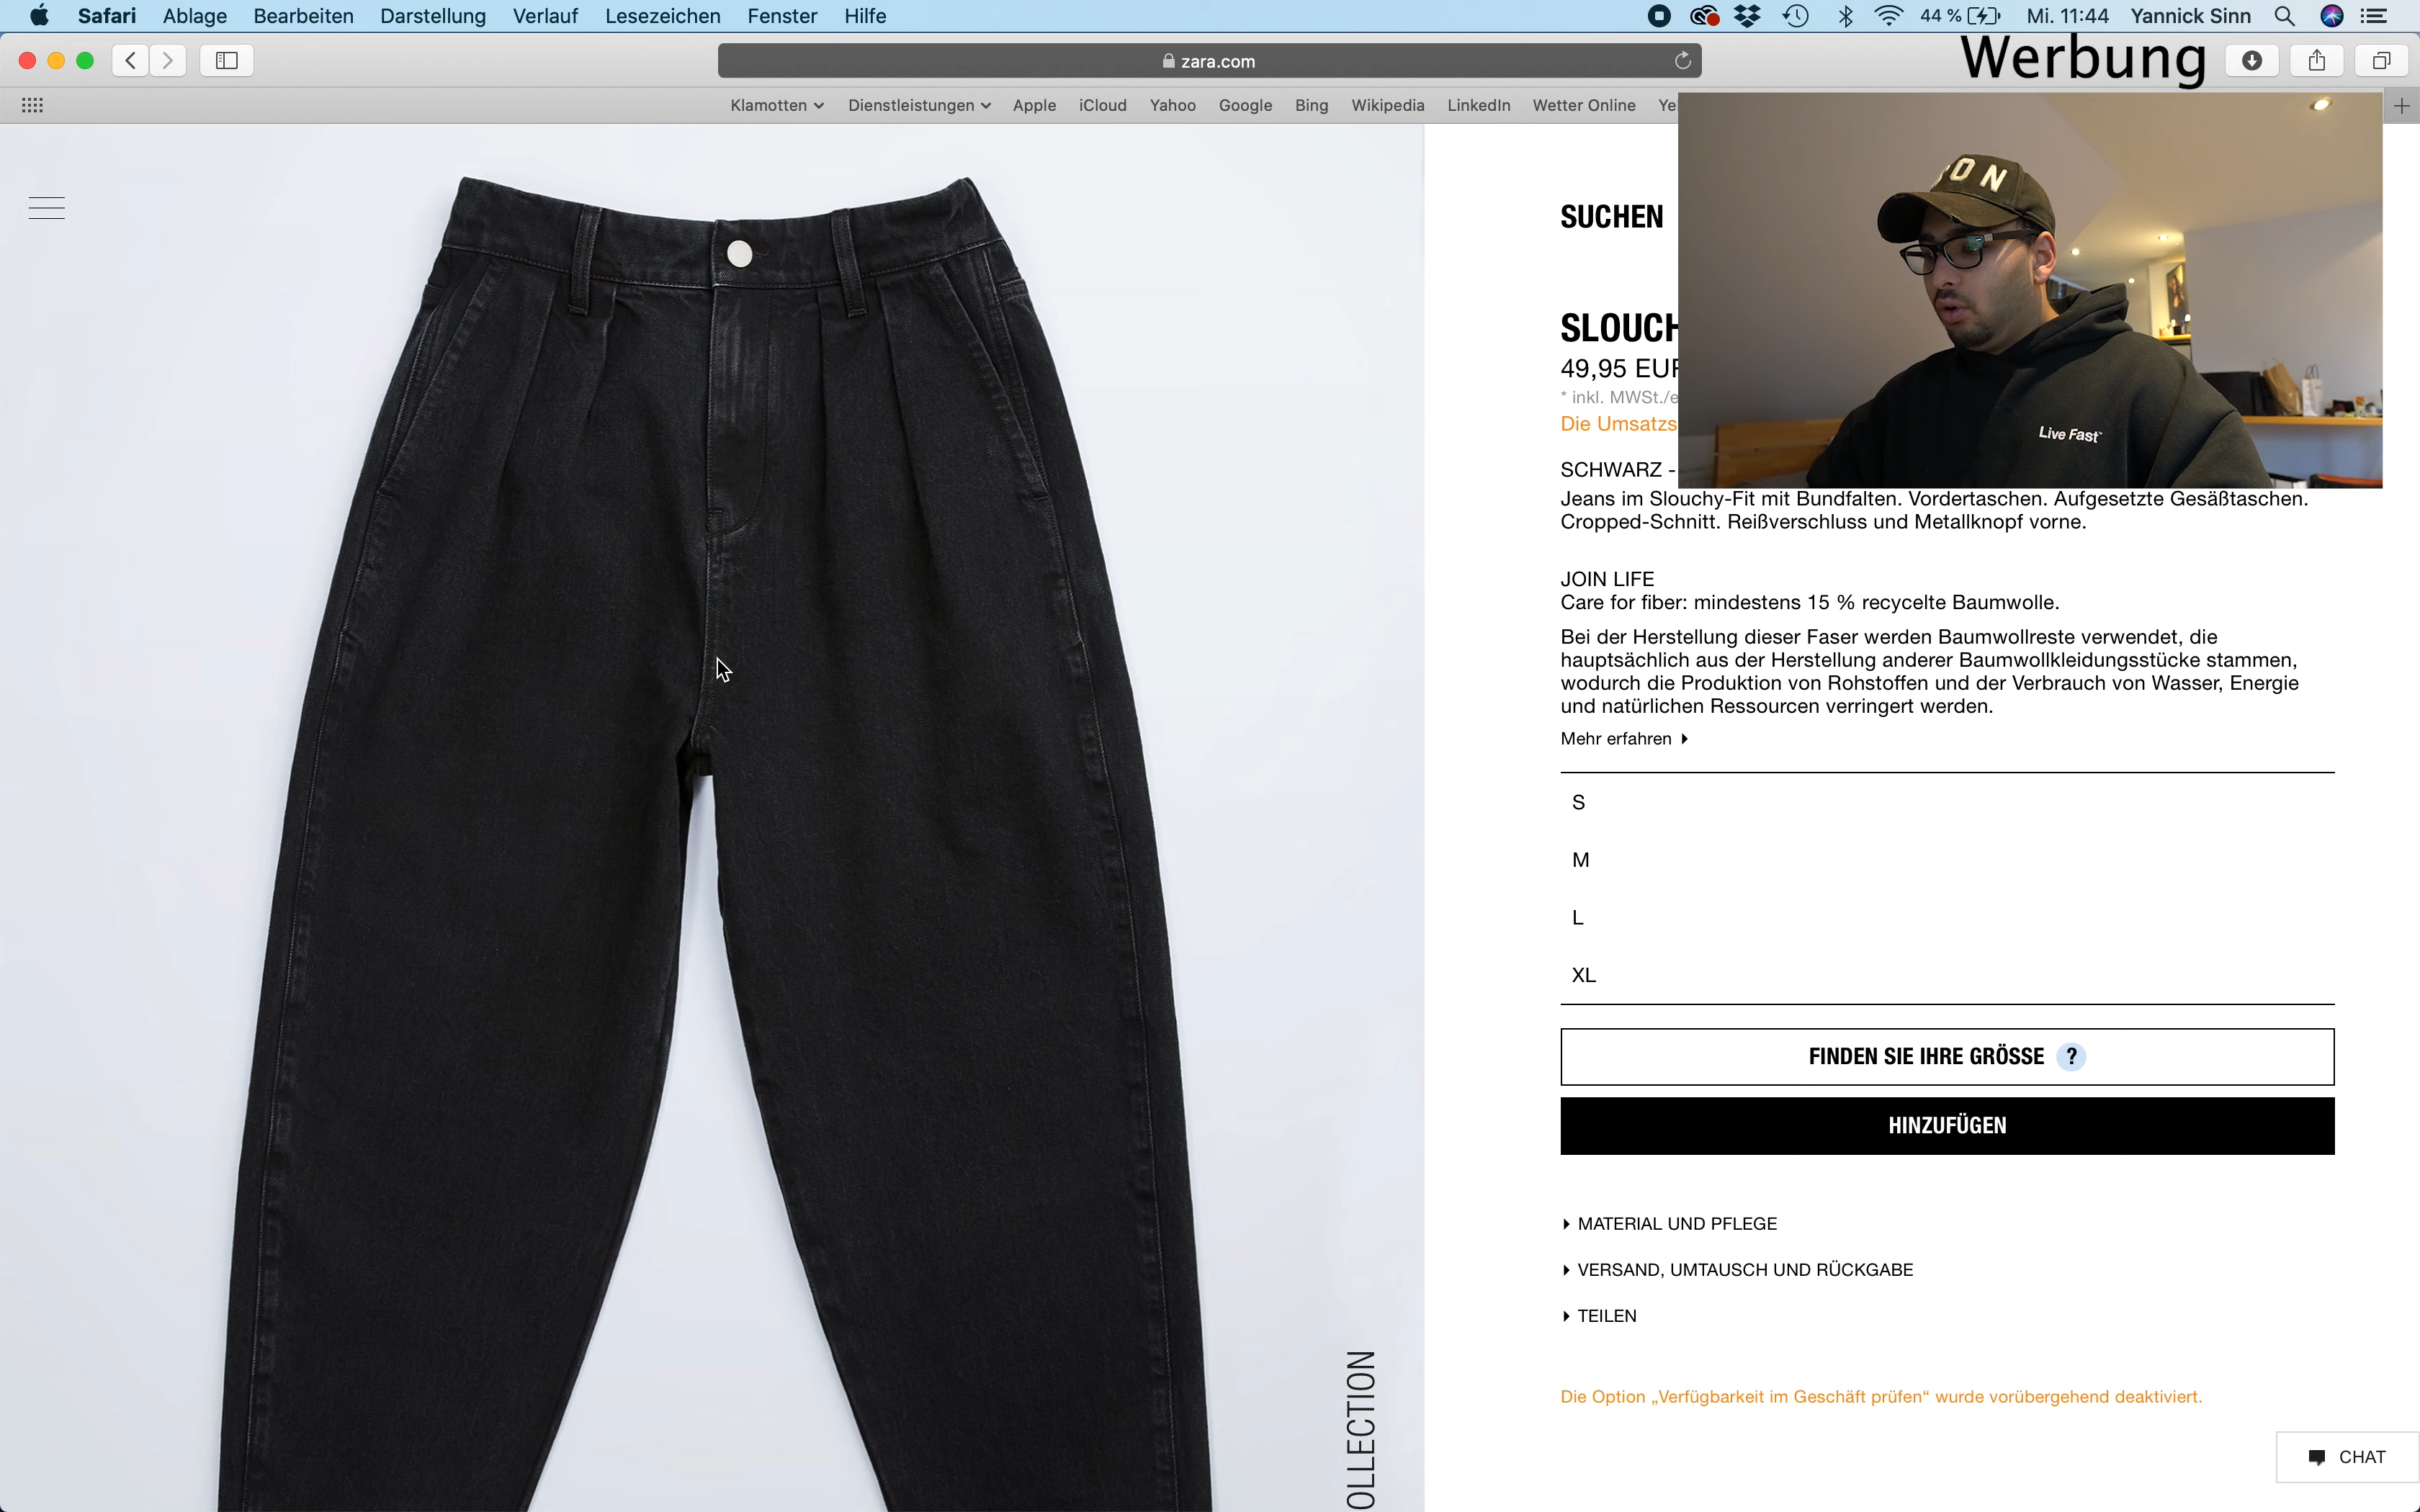 Safari Ablage Bearbeiten Darstellung Verlauf Lesezeichen Fenster Hilfe 44 % Mi. 11:44 Yannick Sinn
zara.com
Werbung
Klamotten Dienstleistungen Apple iCloud Yahoo Google Bing Wikipedia LinkedIn Wetter Online Ye
SUCHEN
SLOUCH
49,95 EUR
* inkl. MWSt./e
Die Umsatzs
SCHWARZ -
ON
Live Fast™
Jeans im Slouchy-Fit mit Bundfalten. Vordertaschen. Aufgesetzte Gesäßtaschen.
Cropped-Schnitt. Reißverschluss und Metallknopf vorne.
JOIN LIFE
Care for fiber: mindestens 15 % recycelte Baumwolle.
Bei der Herstellung dieser Faser werden Baumwollreste verwendet, die
hauptsächlich aus der Herstellung anderer Baumwollkleidungsstücke stammen,
wodurch die Produktion von Rohstoffen und der Verbrauch von Wasser, Energie
und natürlichen Ressourcen verringert werden.
Mehr erfahren
S
M
L
XL
FINDEN SIE IHRE GRÖSSE ?
HINZUFÜGEN
MATERIAL UND PFLEGE
VERSAND, UMTAUSCH UND RÜCKGABE
TEILEN
OLLECTION
Die Option „Verfügbarkeit im Geschäft prüfen“ wurde vorübergehend deaktiviert.
CHAT